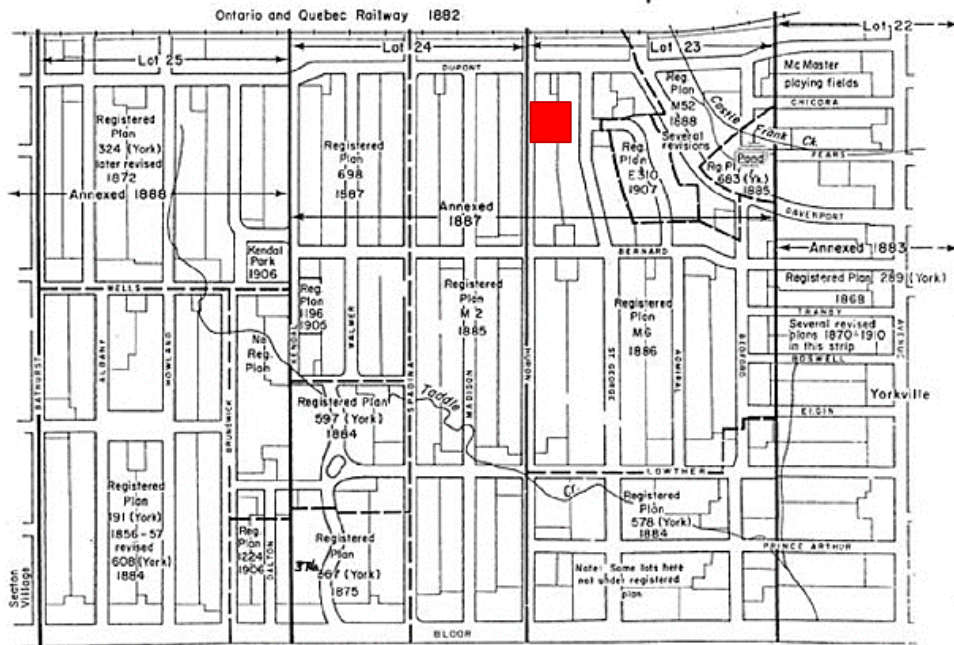 Ontario and Quebec Railway 1882
Lot 25
Lot 24
Lot 23
Lot 22
DUPONT
Mc Master
playing fields
CHICORA
Reg.
Plan
M52
1888
Several
revisions
Castle Frank Ck.
Pond
PEARS
Rg. Pl.
683 (Yk.)
1885
DAVENPORT
Registered
Plan
324 (York)
later revised
1872
Annexed 1888
Registered
Plan
698
1587
Annexed
1887
Reg.
Plan
E310
1907
BERNARD
Annexed 1883
Kendal
Park
1906
WELLS
Reg.
Plan
1196
1905
Registered
Plan
M 2
1885
Registered
Plan
M6
1886
Registered Plan 289 (York)
1868
TRANBY
Several revised
plans 1870-1910
in this strip
BOSWELL
Yorkville
ELGIN
BATHURST
ALBANY
HOWLAND
BRUNSWICK
No
Reg.
Plan
KENDAL
WALMER
SPADINA
MADISON
HURON
ST GEORGE
ADMIRAL
BEDFORD
AVENUE
Taddle
Cr.
Registered Plan
597 (York)
1884
LOWTHER
Registered
Plan
191 (York)
1856-57
revised
608 (York)
1884
Reg.
Plan
1224
1906
DALTON
Registered
Plan
(York)
1875
Registered
Plan
578 (York)
1884
PRINCE ARTHUR
Note: Some lots here
not under registered
plan
Seaton
Village
BLOOR